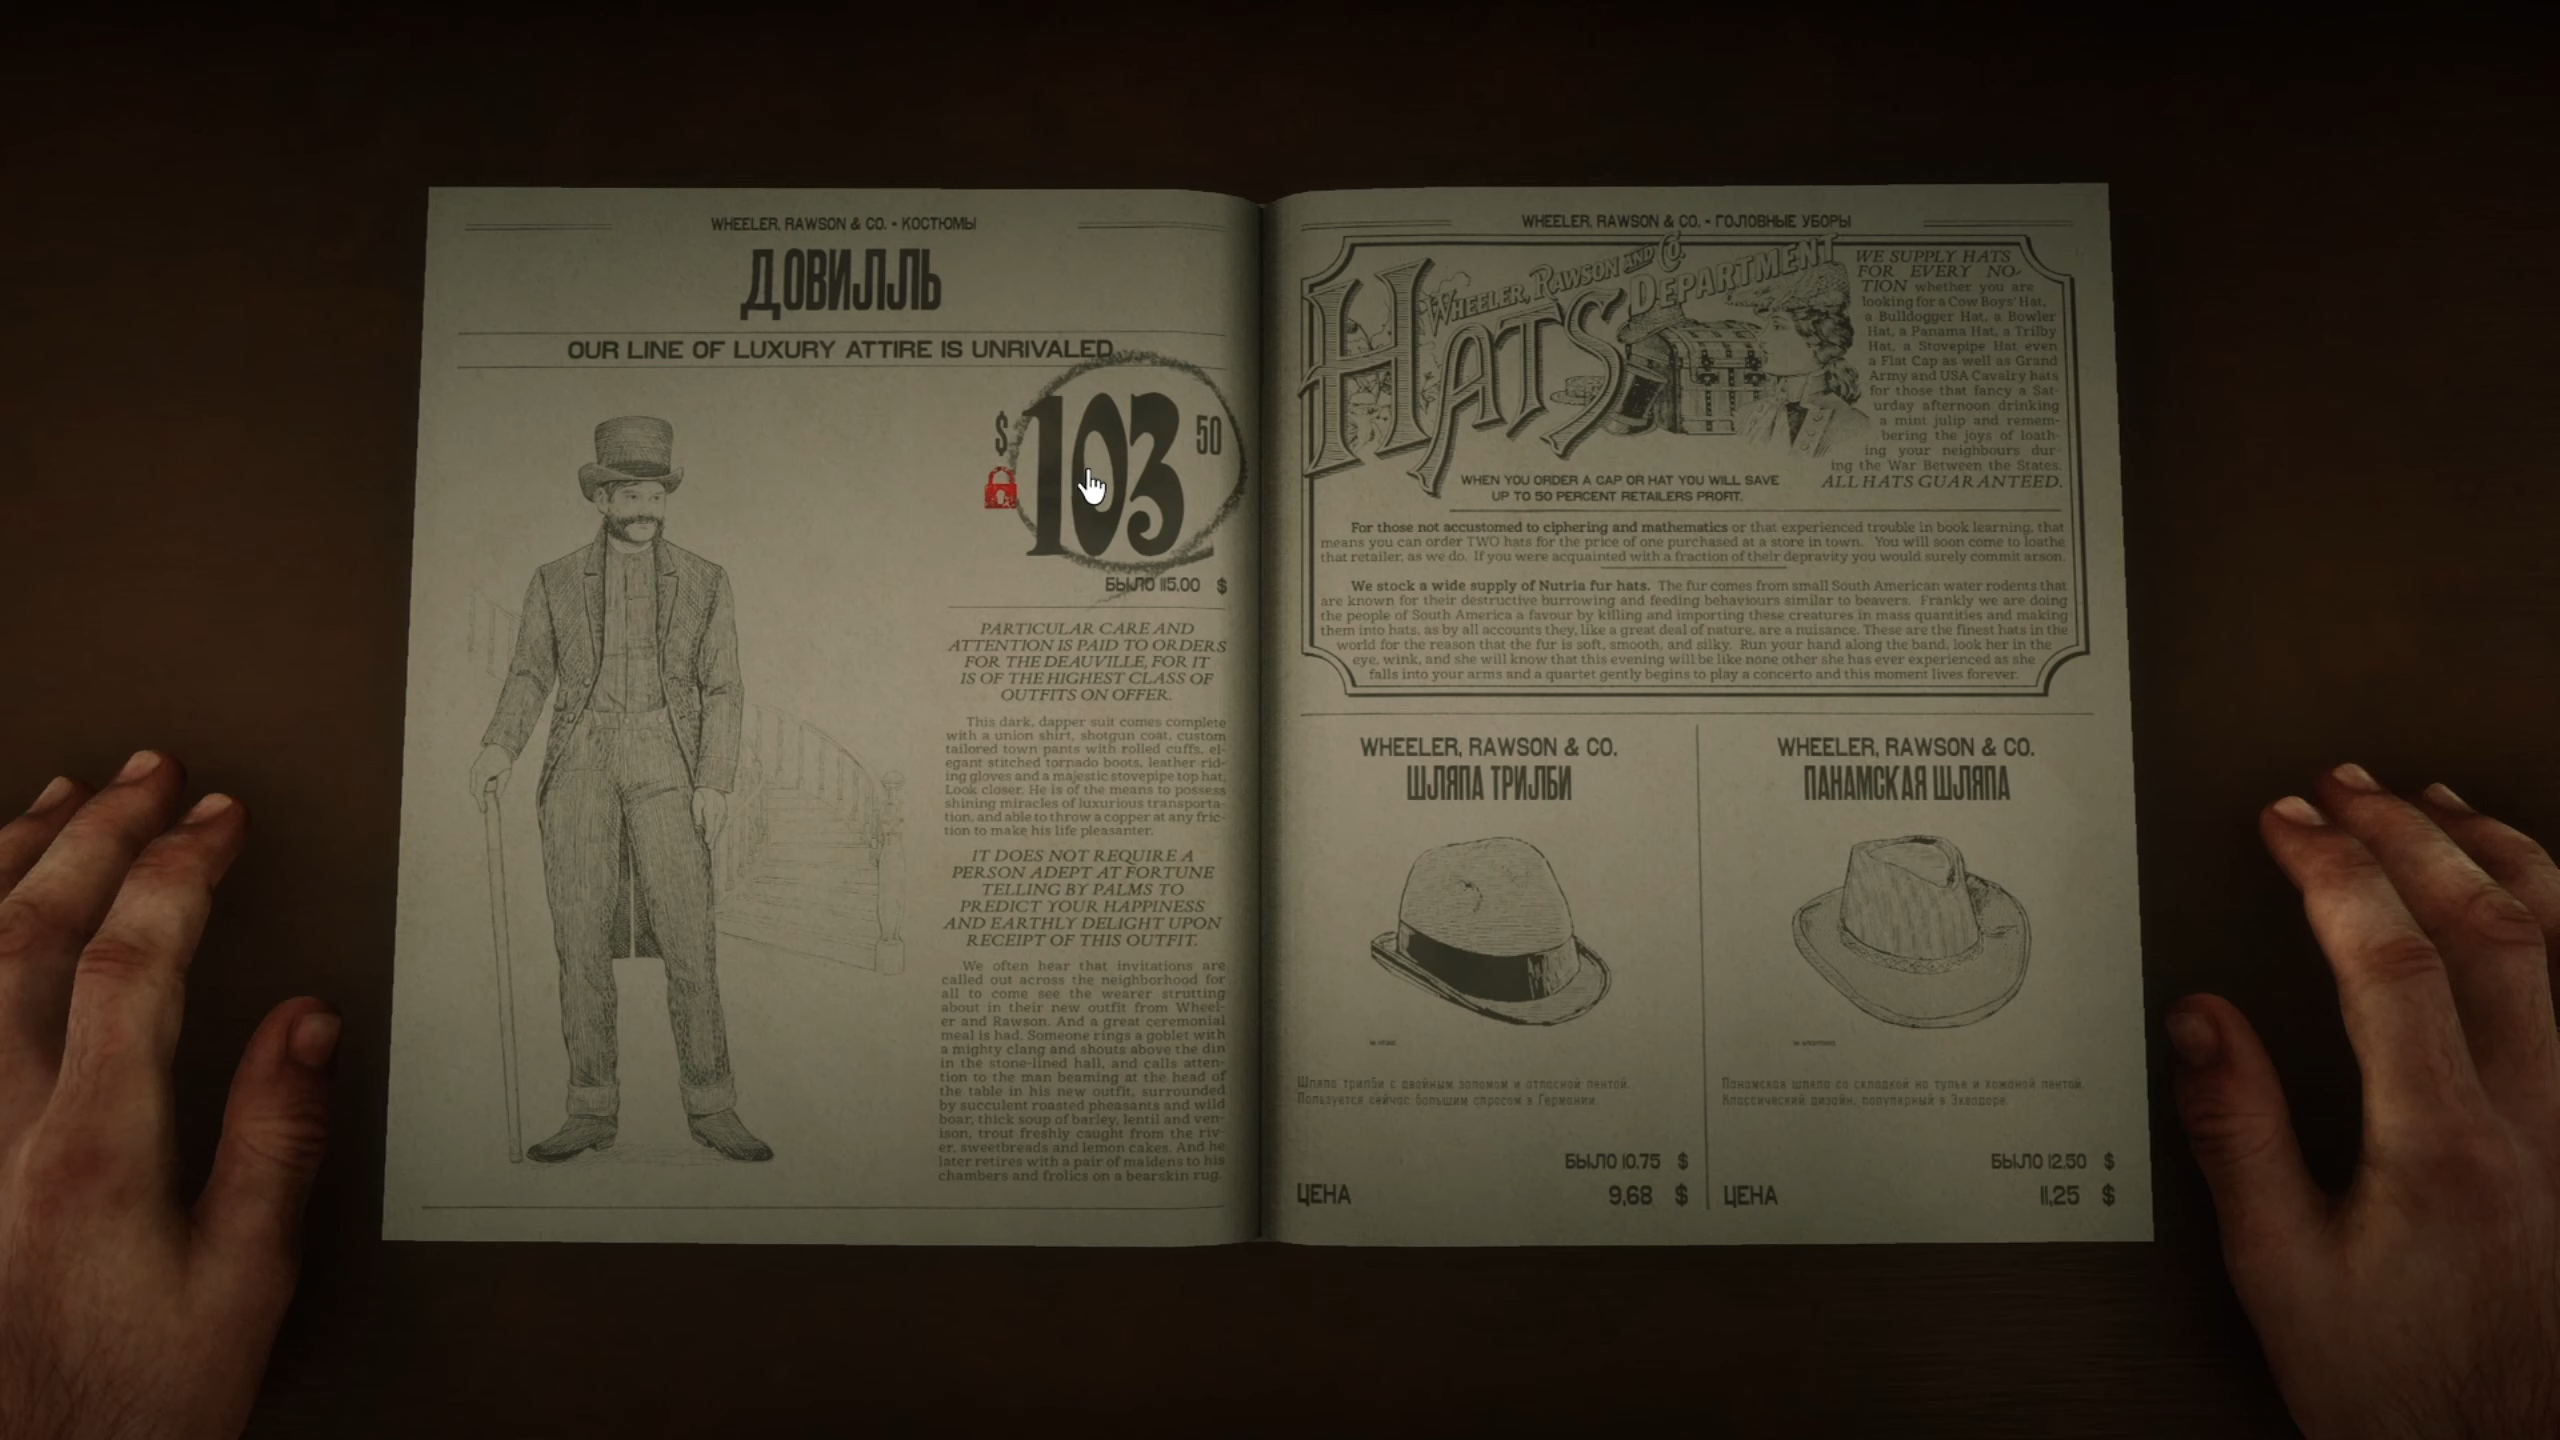 WHEELER, RAWSON & CO. - КОСТЮМЫ
ДОВИЛЛЬ
OUR LINE OF LUXURY ATTIRE IS UNRIVALED
$ 103 50
БЫЛО 115.00 $
PARTICULAR CARE AND
ATTENTION IS PAID TO ORDERS
FOR THE DEAUVILLE, FOR IT
IS OF THE HIGHEST CLASS OF
OUTFITS ON OFFER.
This dark, dapper suit comes complete
with a union shirt, shotgun coat, custom
tailored town pants with rolled cuffs, el-
egant stitched tornado boots, leather rid-
ing gloves and a majestic stovepipe top hat.
Look closer. He is of the means to possess
shining miracles of luxurious transporta-
tion, and able to throw a copper at any fric-
tion to make his life pleasanter.
IT DOES NOT REQUIRE A
PERSON ADEPT AT FORTUNE
TELLING BY PALMS TO
PREDICT YOUR HAPPINESS
AND EARTHLY DELIGHT UPON
RECEIPT OF THIS OUTFIT.
We often hear that invitations are
called out across the neighborhood for
all to come see the wearer strutting
about in their new outfit from Wheel-
er and Rawson. And a great ceremonial
meal is had. Someone rings a goblet with
a mighty clang and shouts above the din
in the stone-lined hall, and calls atten-
tion to the man beaming at the head of
the table in his new outfit, surrounded
by succulent roasted pheasants and wild
boar, thick soup of barley, lentil and ven-
ison, trout freshly caught from the riv-
er, sweetbreads and lemon cakes. And he
later retires with a pair of maidens to his
chambers and frolics on a bearskin rug.
WHEELER, RAWSON & CO. - ГОЛОВНЫЕ УБОРЫ
WHEELER, RAWSON AND CO.
HATS DEPARTMENT
WE SUPPLY HATS
FOR EVERY NO-
TION whether you are
looking for a Cow Boys' Hat,
a Bulldogger Hat, a Bowler
Hat, a Panama Hat, a Trilby
Hat, a Stovepipe Hat even
a Flat Cap as well as Grand
Army and USA Cavalry hats
for those that fancy a Sat-
urday afternoon drinking
a mint julip and remem-
bering the joys of loath-
ing your neighbours dur-
ing the War Between the States.
ALL HATS GUARANTEED.
WHEN YOU ORDER A CAP OR HAT YOU WILL SAVE
UP TO 50 PERCENT RETAILERS PROFIT.
For those not accustomed to ciphering and mathematics or that experienced trouble in book learning, that
means you can order TWO hats for the price of one purchased at a store in town. You will soon come to loathe
that retailer, as we do. If you were acquainted with a fraction of their depravity you would surely commit arson.
We stock a wide supply of Nutria fur hats. The fur comes from small South American water rodents that
are known for their destructive burrowing and feeding behaviours similar to beavers. Frankly we are doing
the people of South America a favour by killing and importing these creatures in mass quantities and making
them into hats, as by all accounts they, like a great deal of nature, are a nuisance. These are the finest hats in the
world for the reason that the fur is soft, smooth, and silky. Run your hand along the band, look her in the
eye, wink, and she will know that this evening will be like none other she has ever experienced as she
falls into your arms and a quartet gently begins to play a concerto and this moment lives forever.
WHEELER, RAWSON & CO.
ШЛЯПА ТРИЛБИ
Шляпа трилби с двойным заломом и атласной лентой.
Пользуется сейчас большим спросом в Германии.
БЫЛО 10,75 $
ЦЕНА 9,68 $
WHEELER, RAWSON & CO.
ПАНАМСКАЯ ШЛЯПА
Панамская шляпа со складкой на тулье и кожаной лентой.
Классический дизайн, популярный в Эквадоре.
БЫЛО 12,50 $
ЦЕНА 11,25 $